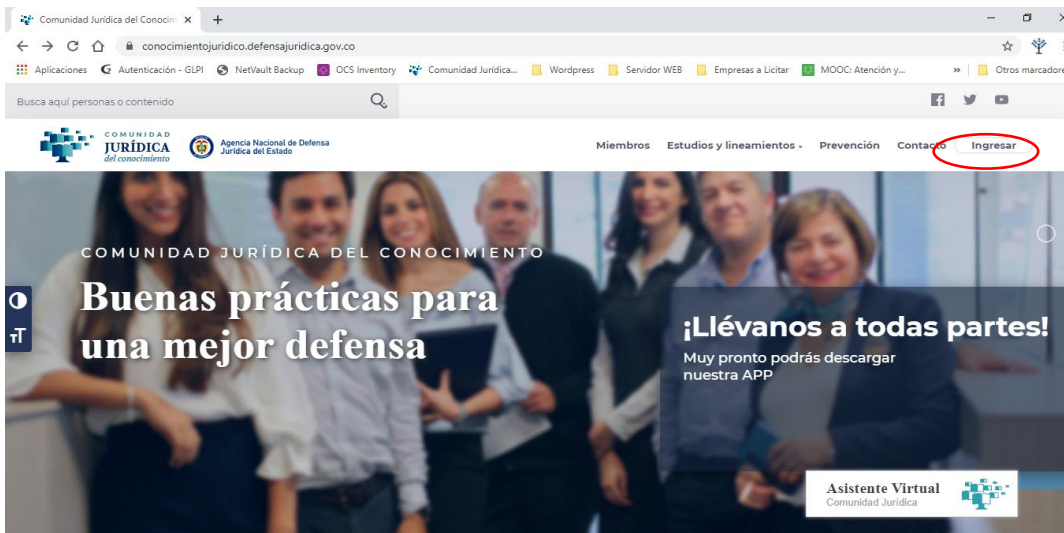 Comunidad Jurídica del Conocim
conocimientojuridico.defensajuridica.gov.co
Aplicaciones Autenticación - GLPI NetVault Backup OCS Inventory Comunidad Jurídica... Wordpress Servidor WEB Empresas a Licitar MOOC: Atención y... » Otros marcadore
Busca aquí personas o contenido
COMUNIDAD
JURÍDICA
del conocimiento
Agencia Nacional de Defensa
Jurídica del Estado
Miembros Estudios y lineamientos Prevención Contacto Ingresar
COMUNIDAD JURÍDICA DEL CONOCIMIENTO
Buenas prácticas para
una mejor defensa
¡Llévanos a todas partes!
Muy pronto podrás descargar
nuestra APP
Asistente Virtual
Comunidad Jurídica